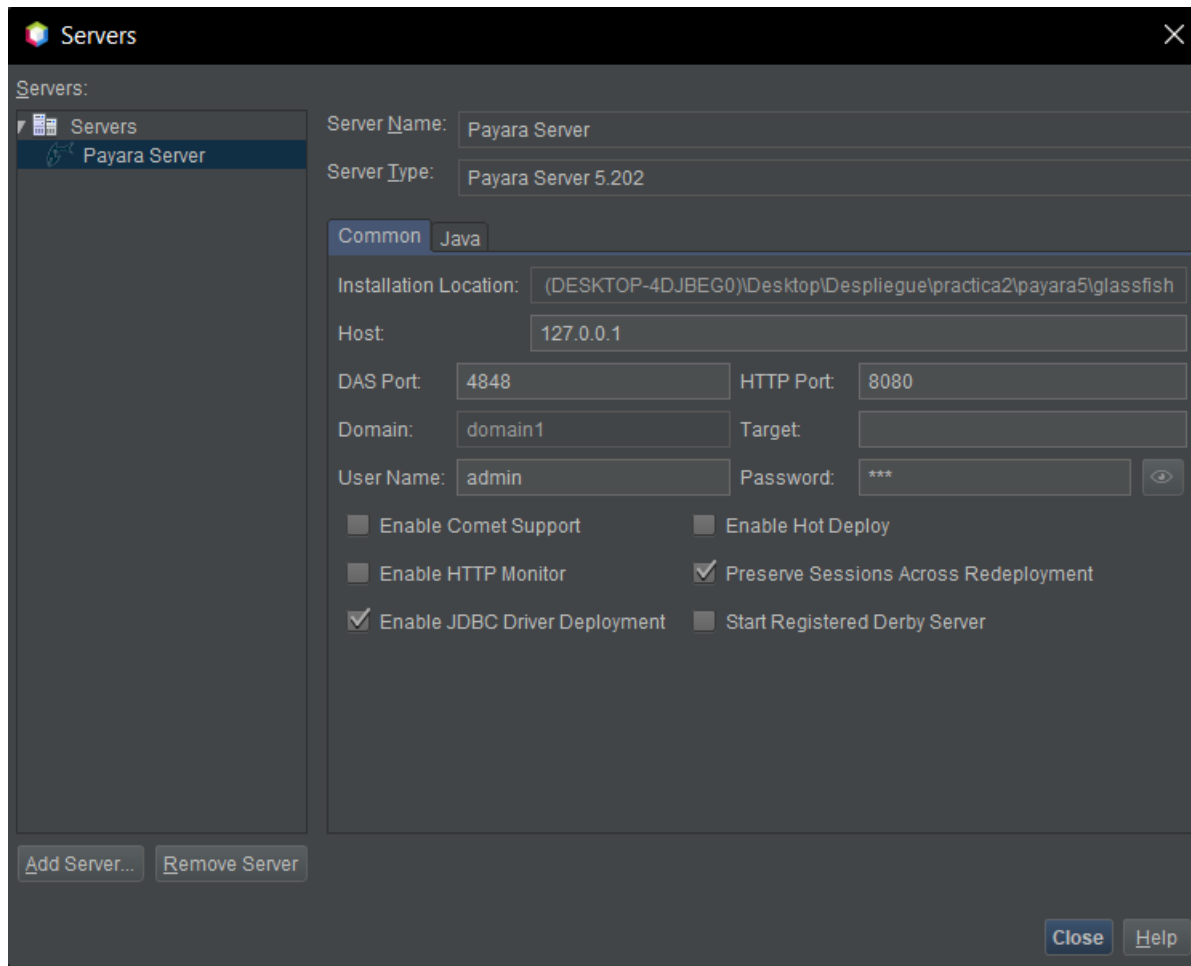 Servers
Servers:
Servers
Payara Server
Server Name: Payara Server
Server Type: Payara Server 5.202
Common Java
Installation Location: (DESKTOP-4DJBEG0)\Desktop\Despliegue\practica2\payara5\glassfish
Host: 127.0.0.1
DAS Port: 4848 HTTP Port: 8080
Domain: domain1 Target:
User Name: admin Password: ***
Enable Comet Support Enable Hot Deploy
Enable HTTP Monitor Preserve Sessions Across Redeployment
Enable JDBC Driver Deployment Start Registered Derby Server
Add Server... Remove Server
Close Help